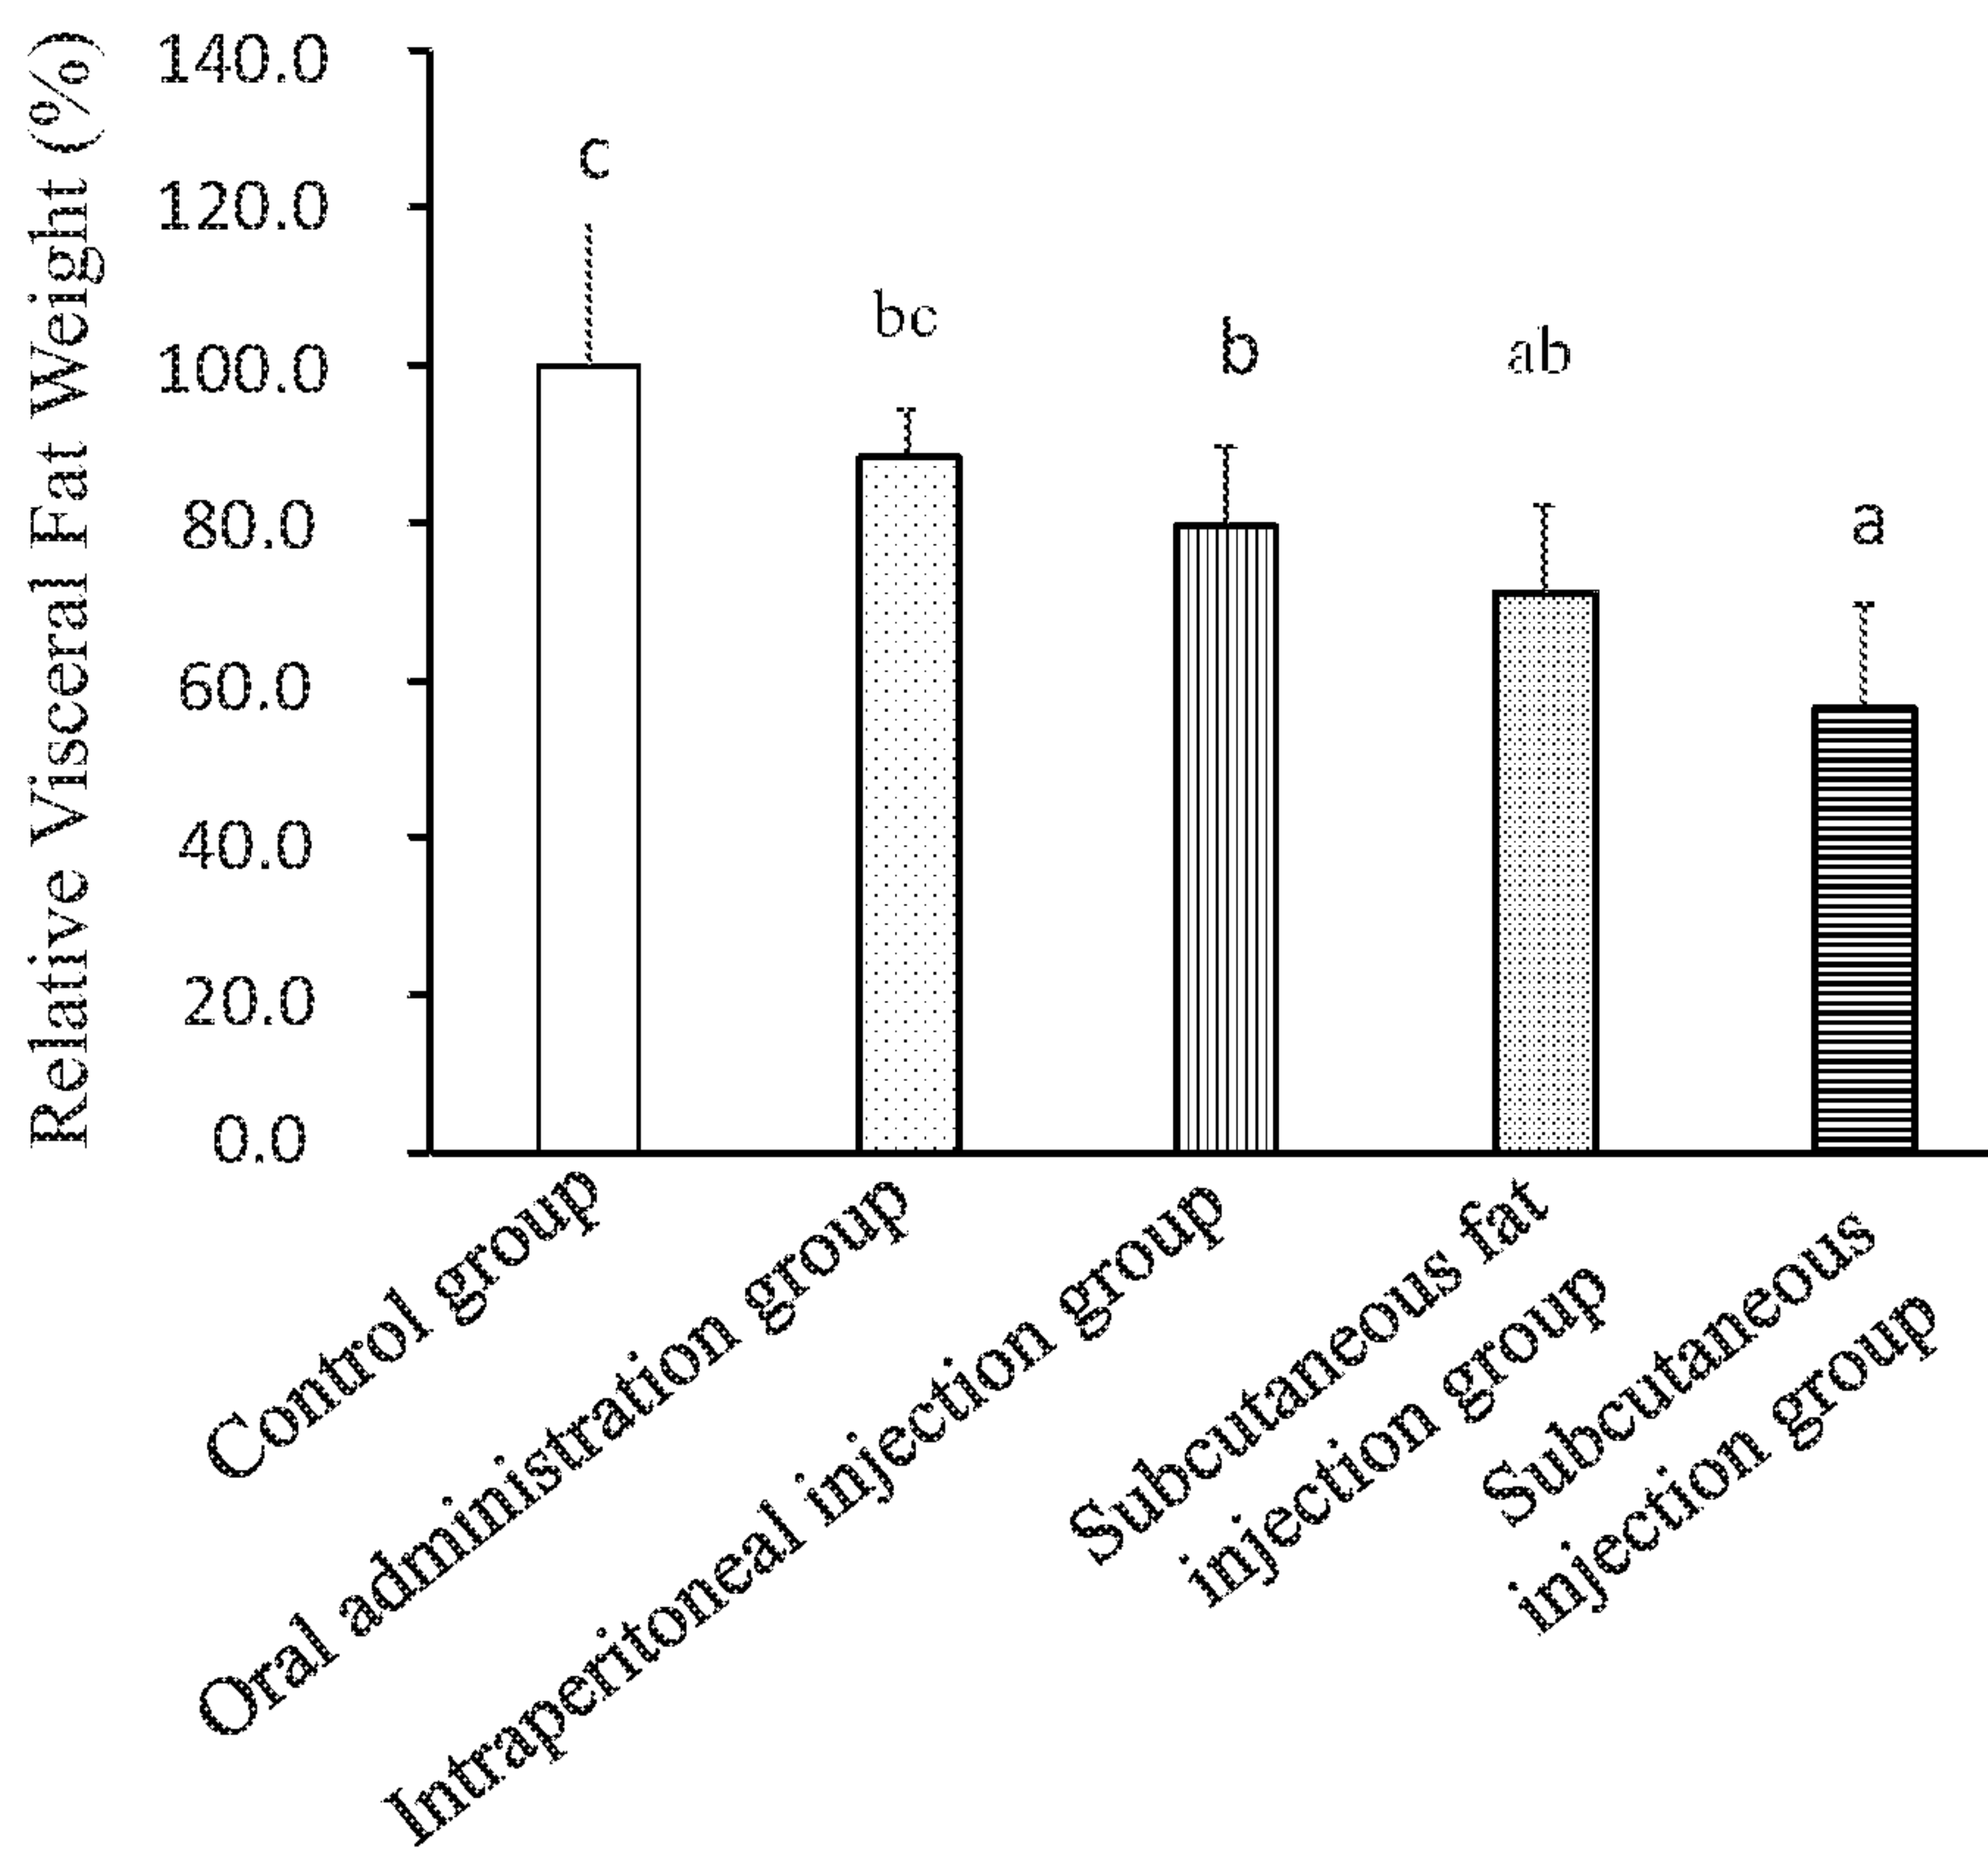 Relative Visceral Fat Weight (%)
140.0
120.0
100.0
80.0
60.0
40.0
20.0
0.0
c
bc
b
ab
a
Control group
Oral administration group
Intraperitoneal injection group
Subcutaneous fat
injection group
Subcutaneous
injection group